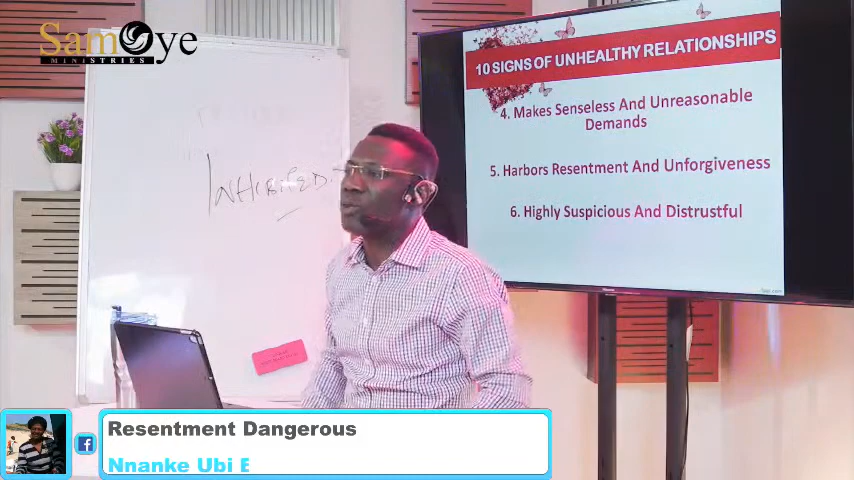 SamOye
MINISTRIES
INHIBITED.
10 SIGNS OF UNHEALTHY RELATIONSHIPS
4. Makes Senseless And Unreasonable
Demands
5. Harbors Resentment And Unforgiveness
6. Highly Suspicious And Distrustful
Resentment Dangerous
Nnanke Ubi E